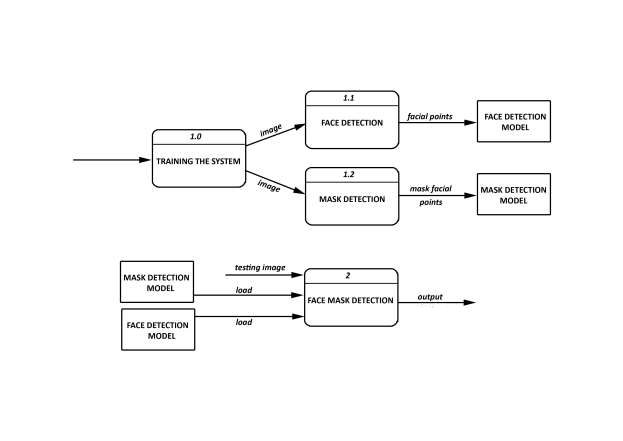 1.1
FACE DETECTION
image
facial points
FACE DETECTION
MODEL
1.0
TRAINING THE SYSTEM
1.2
MASK DETECTION
image
mask facial
points
MASK DETECTION
MODEL
MASK DETECTION
MODEL
testing image
load
2
FACE MASK DETECTION
output
FACE DETECTION
MODEL
load